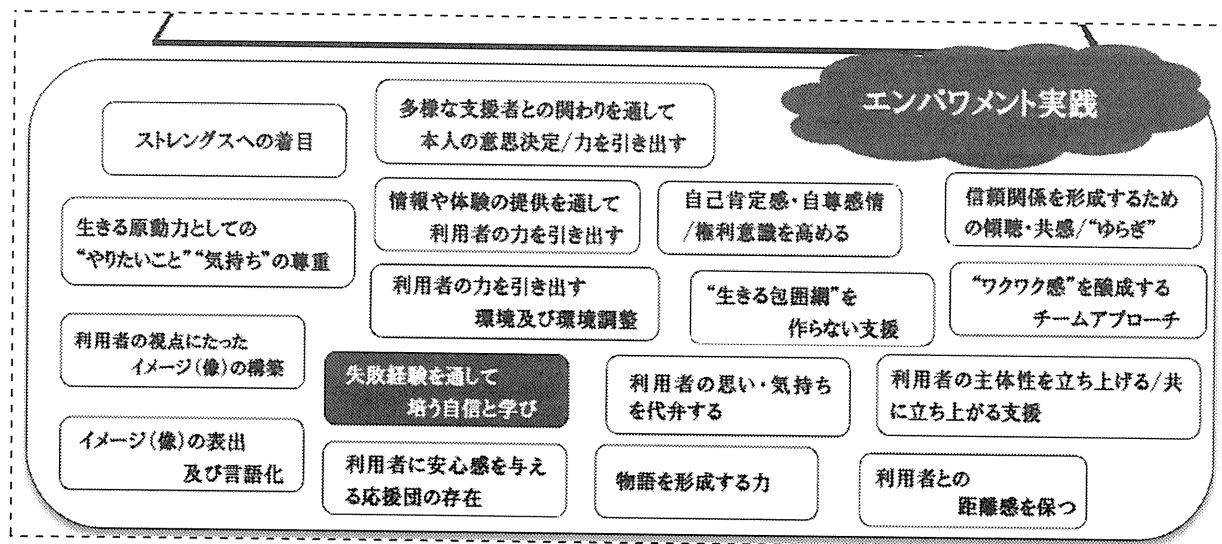 エンパワメント実践
ストレングスへの着目
多様な支援者との関わりを通して
本人の意思決定/力を引き出す
生きる原動力としての
“やりたいこと”“気持ち”の尊重
情報や体験の提供を通して
利用者の力を引き出す
自己肯定感・自尊感情
/権利意識を高める
信頼関係を形成するため
の傾聴・共感/“ゆらぎ”
利用者の力を引き出す
環境及び環境調整
“生きる包囲網”を
作らない支援
“ワクワク感”を醸成する
チームアプローチ
利用者の視点にたった
イメージ(像)の構築
失敗経験を通して
培う自信と学び
利用者の思い・気持ち
を代弁する
利用者の主体性を立ち上げる/共
に立ち上がる支援
イメージ(像)の表出
及び言語化
利用者に安心感を与え
る応援団の存在
物語を形成する力
利用者との
距離感を保つ